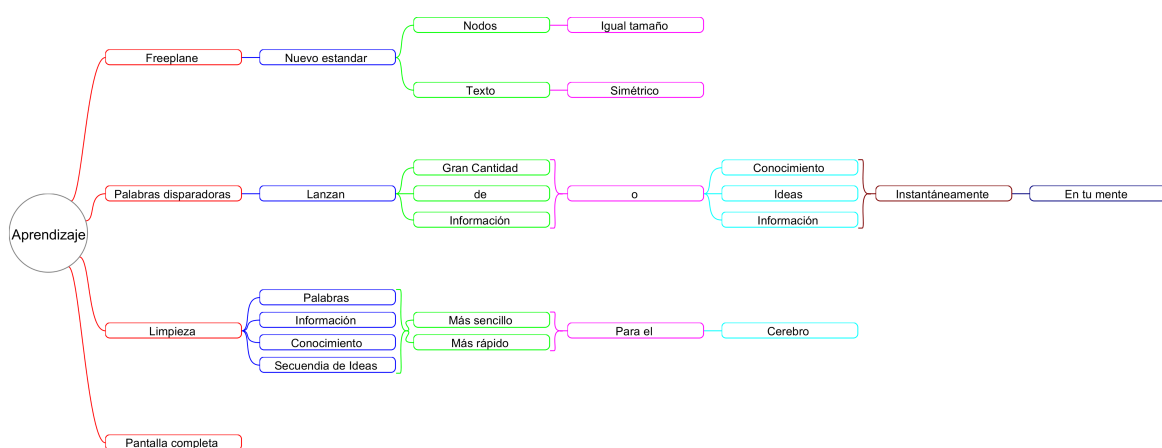 Aprendizaje
Freeplane
Nuevo estandar
Nodos
Igual tamaño
Texto
Simétrico
Palabras disparadoras
Lanzan
Gran Cantidad
de
Información
o
Conocimiento
Ideas
Información
Instantáneamente
En tu mente
Limpieza
Palabras
Información
Conocimiento
Secuendia de Ideas
Más sencillo
Más rápido
Para el
Cerebro
Pantalla completa